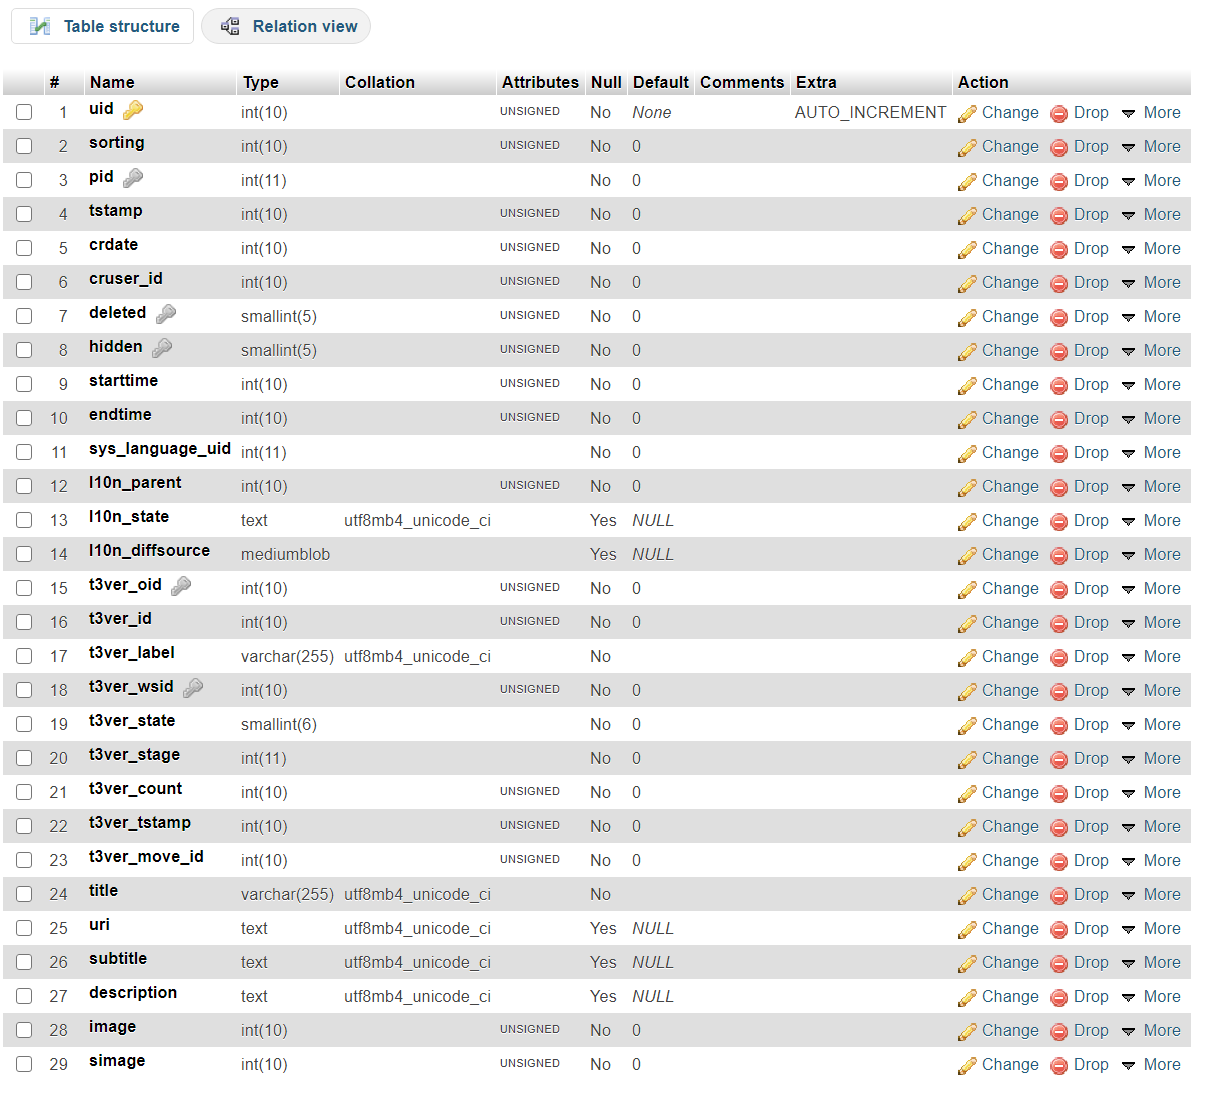 Table structure Relation view
# Name Type Collation Attributes Null Default Comments Extra Action
1 uid int(10) UNSIGNED No None AUTO_INCREMENT Change Drop More
2 sorting int(10) UNSIGNED No 0 Change Drop More
3 pid int(11) No 0 Change Drop More
4 tstamp int(10) UNSIGNED No 0 Change Drop More
5 crdate int(10) UNSIGNED No 0 Change Drop More
6 cruser_id int(10) UNSIGNED No 0 Change Drop More
7 deleted smallint(5) UNSIGNED No 0 Change Drop More
8 hidden smallint(5) UNSIGNED No 0 Change Drop More
9 starttime int(10) UNSIGNED No 0 Change Drop More
10 endtime int(10) UNSIGNED No 0 Change Drop More
11 sys_language_uid int(11) No 0 Change Drop More
12 l10n_parent int(10) UNSIGNED No 0 Change Drop More
13 l10n_state text utf8mb4_unicode_ci Yes NULL Change Drop More
14 l10n_diffsource mediumblob Yes NULL Change Drop More
15 t3ver_oid int(10) UNSIGNED No 0 Change Drop More
16 t3ver_id int(10) UNSIGNED No 0 Change Drop More
17 t3ver_label varchar(255) utf8mb4_unicode_ci No Change Drop More
18 t3ver_wsid int(10) UNSIGNED No 0 Change Drop More
19 t3ver_state smallint(6) No 0 Change Drop More
20 t3ver_stage int(11) No 0 Change Drop More
21 t3ver_count int(10) UNSIGNED No 0 Change Drop More
22 t3ver_tstamp int(10) UNSIGNED No 0 Change Drop More
23 t3ver_move_id int(10) UNSIGNED No 0 Change Drop More
24 title varchar(255) utf8mb4_unicode_ci No Change Drop More
25 uri text utf8mb4_unicode_ci Yes NULL Change Drop More
26 subtitle text utf8mb4_unicode_ci Yes NULL Change Drop More
27 description text utf8mb4_unicode_ci Yes NULL Change Drop More
28 image int(10) UNSIGNED No 0 Change Drop More
29 simage int(10) UNSIGNED No 0 Change Drop More